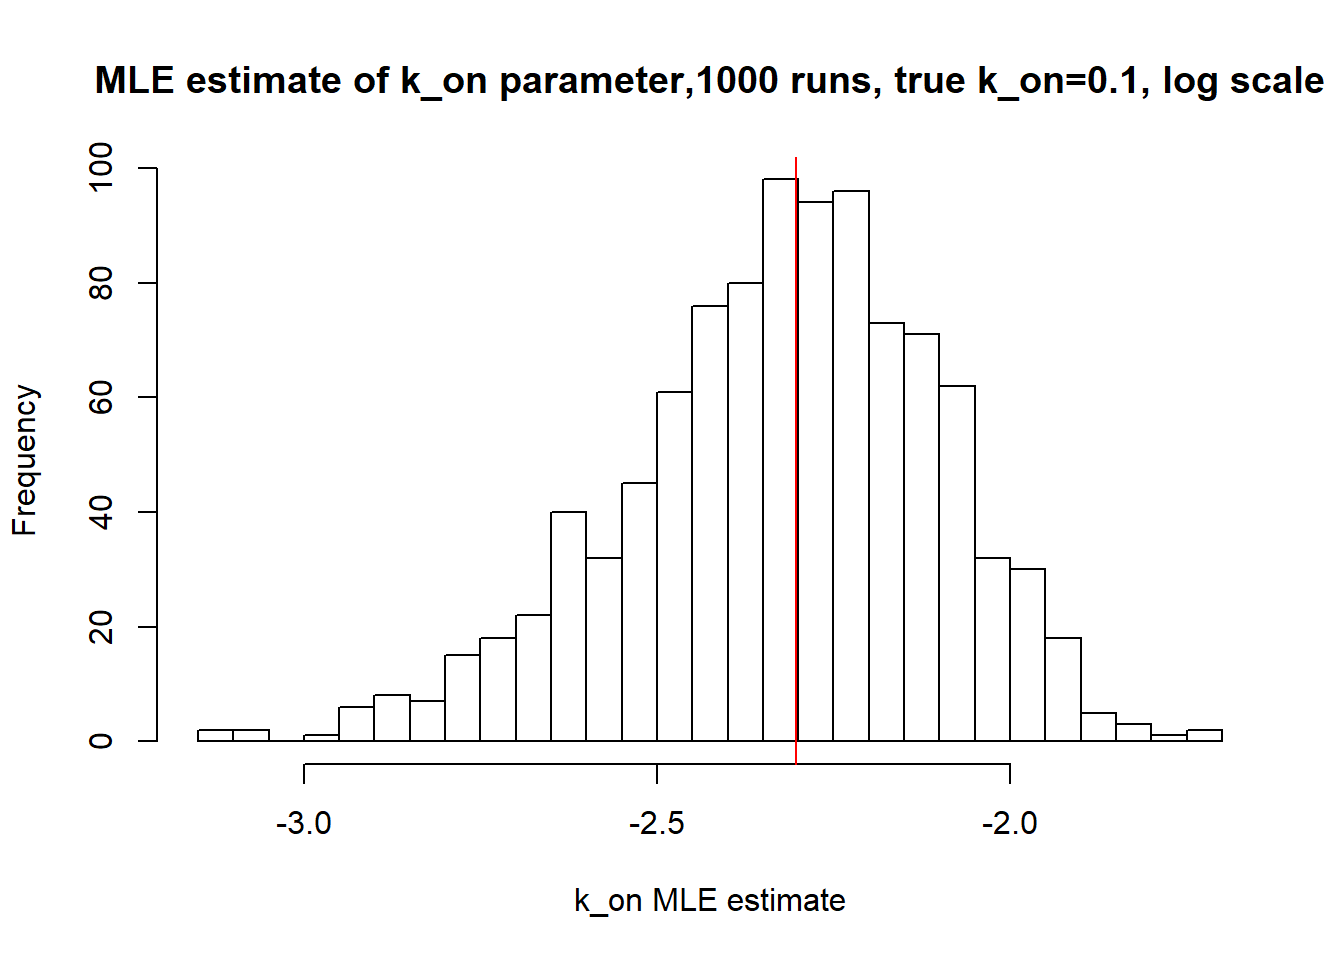 MLE estimate of k_on parameter,1000 runs, true k_on=0.1, log scale
100
80
60
40
20
0
Frequency
-3.0 -2.5 -2.0
k_on MLE estimate